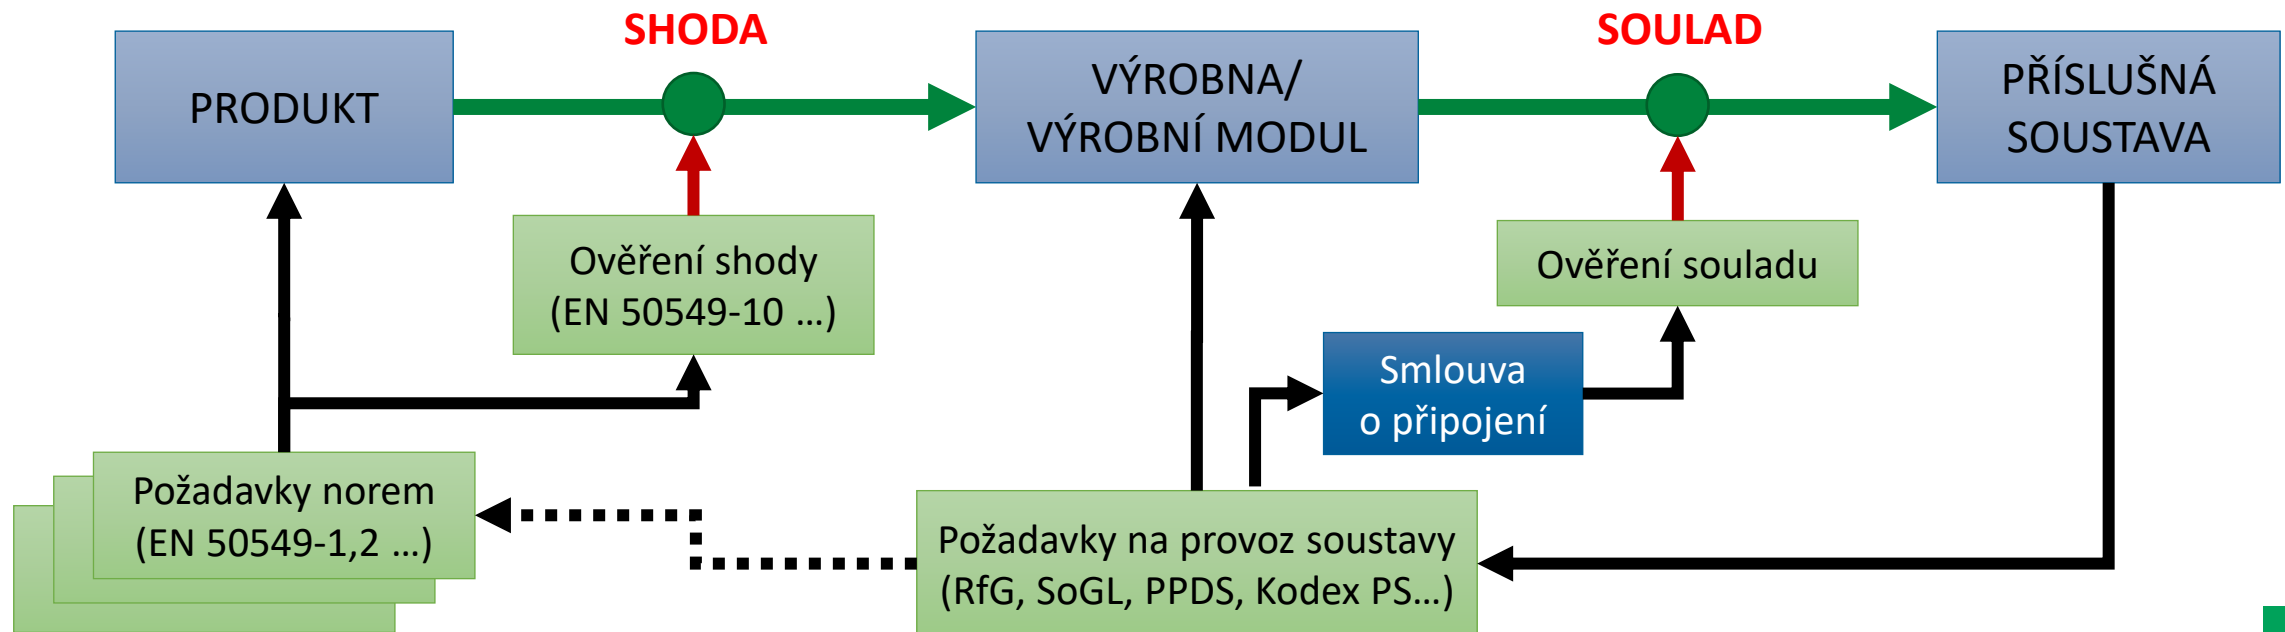 SHODA
SOULAD
PRODUKT
VÝROBNA/
VÝROBNÍ MODUL
PŘÍSLUŠNÁ
SOUSTAVA
Ověření shody
(EN 50549-10 ...)
Ověření souladu
Smlouva
o připojení
Požadavky norem
(EN 50549-1,2 ...)
Požadavky na provoz soustavy
(RfG, SoGL, PPDS, Kodex PS...)